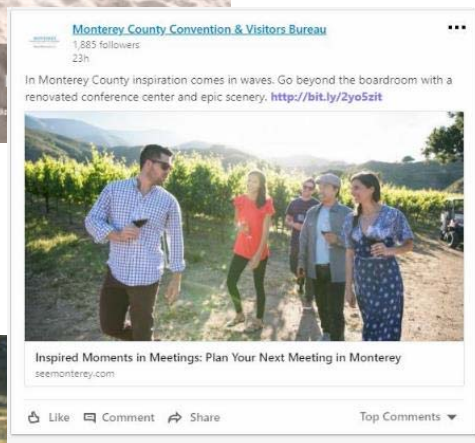 Monterey County Convention & Visitors Bureau
1,885 followers
23h
In Monterey County inspiration comes in waves. Go beyond the boardroom with a
renovated conference center and epic scenery. http://bit.ly/2yo5zit
Inspired Moments in Meetings: Plan Your Next Meeting in Monterey
seemonterey.com
Like Comment Share Top Comments